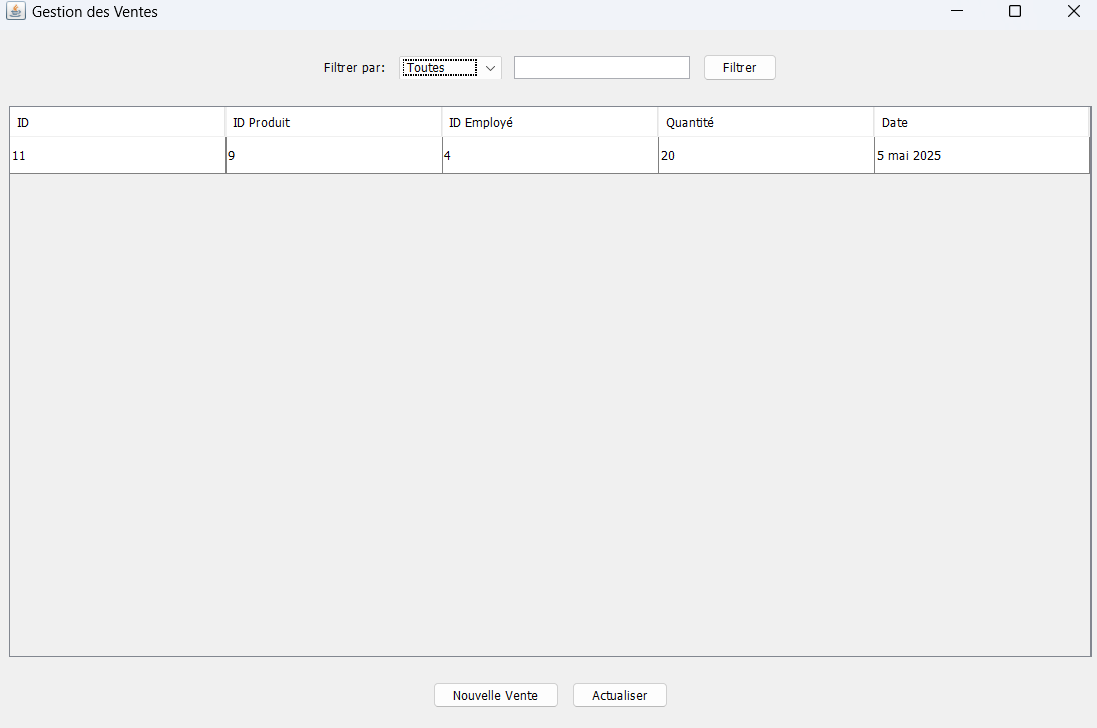 Gestion des Ventes
Filtrer par: Toutes Filtrer
ID ID Produit ID Employé Quantité Date
11 9 4 20 5 mai 2025
Nouvelle Vente Actualiser